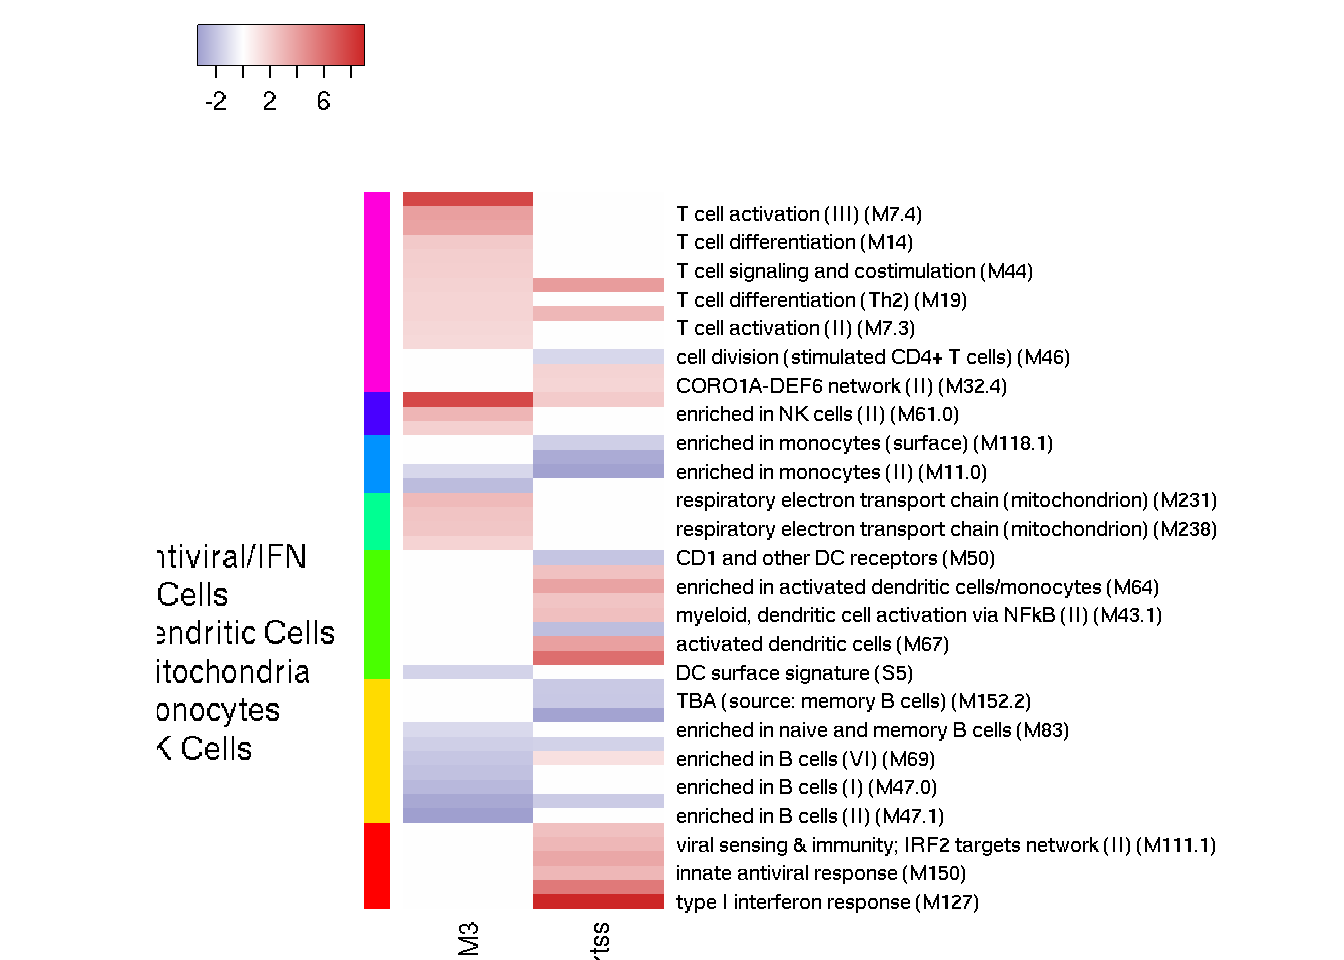 -2 2 6
T cell activation (III) (M7.4)
T cell differentiation (M14)
T cell signaling and costimulation (M44)
T cell differentiation (Th2) (M19)
T cell activation (II) (M7.3)
cell division (stimulated CD4+ T cells) (M46)
CORO1A-DEF6 network (II) (M32.4)
enriched in NK cells (II) (M61.0)
enriched in monocytes (surface) (M118.1)
enriched in monocytes (II) (M11.0)
respiratory electron transport chain (mitochondrion) (M231)
respiratory electron transport chain (mitochondrion) (M238)
CD1 and other DC receptors (M50)
enriched in activated dendritic cells/monocytes (M64)
myeloid, dendritic cell activation via NFkB (II) (M43.1)
activated dendritic cells (M67)
DC surface signature (S5)
TBA (source: memory B cells) (M152.2)
enriched in naive and memory B cells (M83)
enriched in B cells (VI) (M69)
enriched in B cells (I) (M47.0)
enriched in B cells (II) (M47.1)
viral sensing & immunity; IRF2 targets network (II) (M111.1)
innate antiviral response (M150)
type I interferon response (M127)
ntiviral/IFN
Cells
endritic Cells
itochondria
onocytes
K Cells
M3
tss